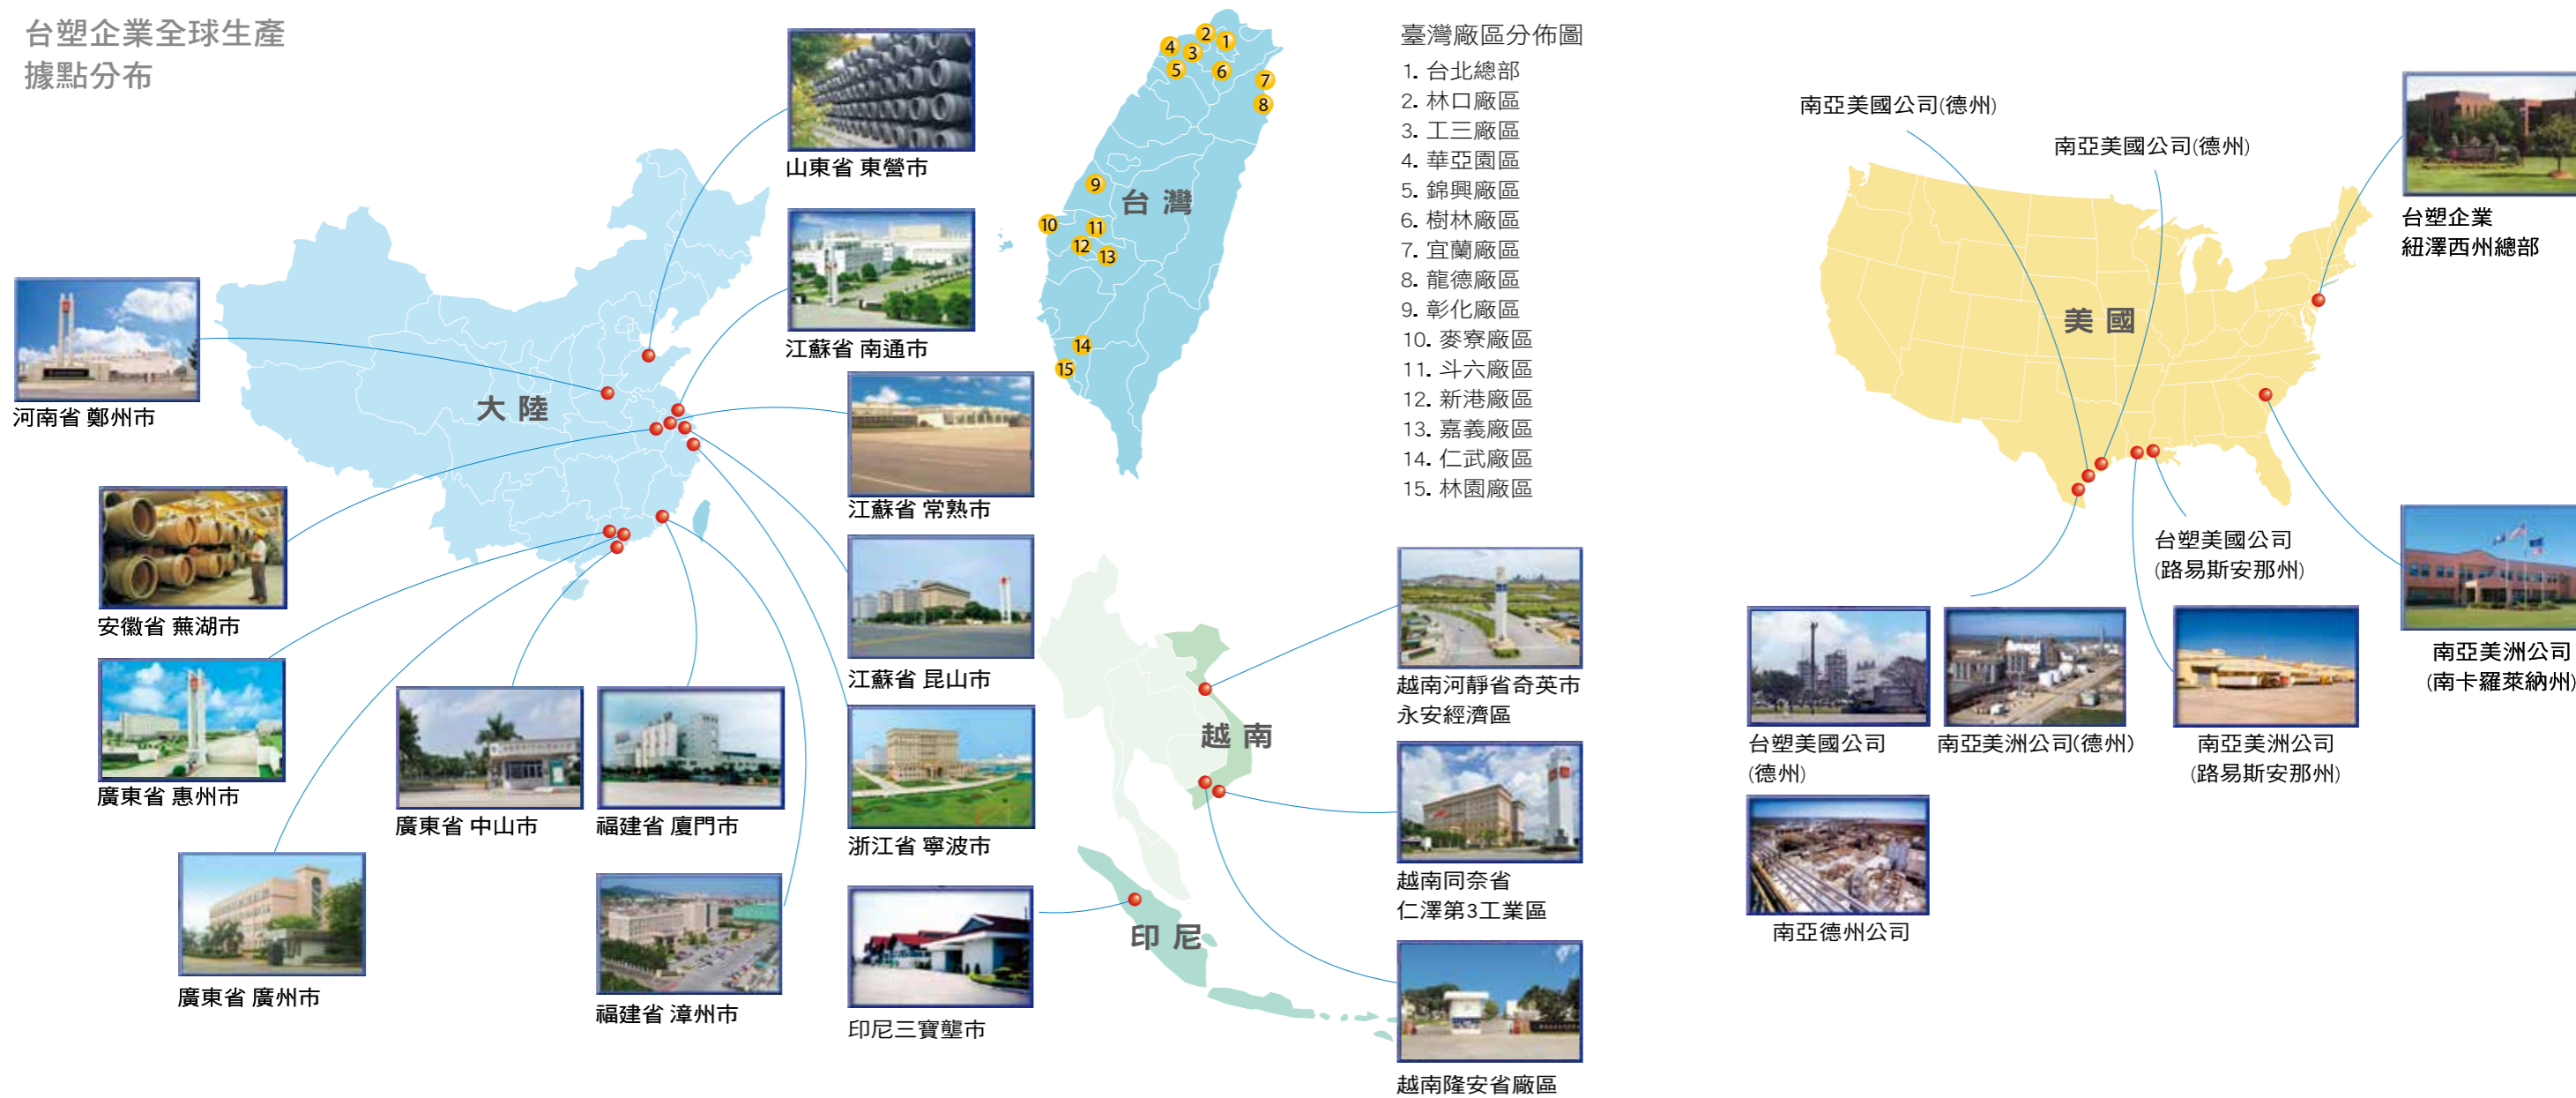 台塑企業全球生產
據點分布
山東省 東營市
江蘇省 南通市
河南省 鄭州市
大陸
江蘇省 常熟市
安徽省 蕪湖市
江蘇省 昆山市
廣東省 惠州市
廣東省 中山市
福建省 廈門市
浙江省 寧波市
廣東省 廣州市
福建省 漳州市
印尼三寶壟市
台灣
1
2
3
4
5
6
7
8
9
10
11
12
13
14
15
臺灣廠區分佈圖
1. 台北總部
2. 林口廠區
3. 工三廠區
4. 華亞園區
5. 錦興廠區
6. 樹林廠區
7. 宜蘭廠區
8. 龍德廠區
9. 彰化廠區
10. 麥寮廠區
11. 斗六廠區
12. 新港廠區
13. 嘉義廠區
14. 仁武廠區
15. 林園廠區
越南
印尼
越南河靜省奇英市
永安經濟區
越南同奈省
仁澤第3工業區
越南隆安省廠區
南亞美國公司(德州)
南亞美國公司(德州)
台塑企業
紐澤西州總部
美國
台塑美國公司
(路易斯安那州)
南亞美洲公司
(南卡羅萊納州)
台塑美國公司
(德州)
南亞美洲公司(德州)
南亞美洲公司
(路易斯安那州)
南亞德州公司